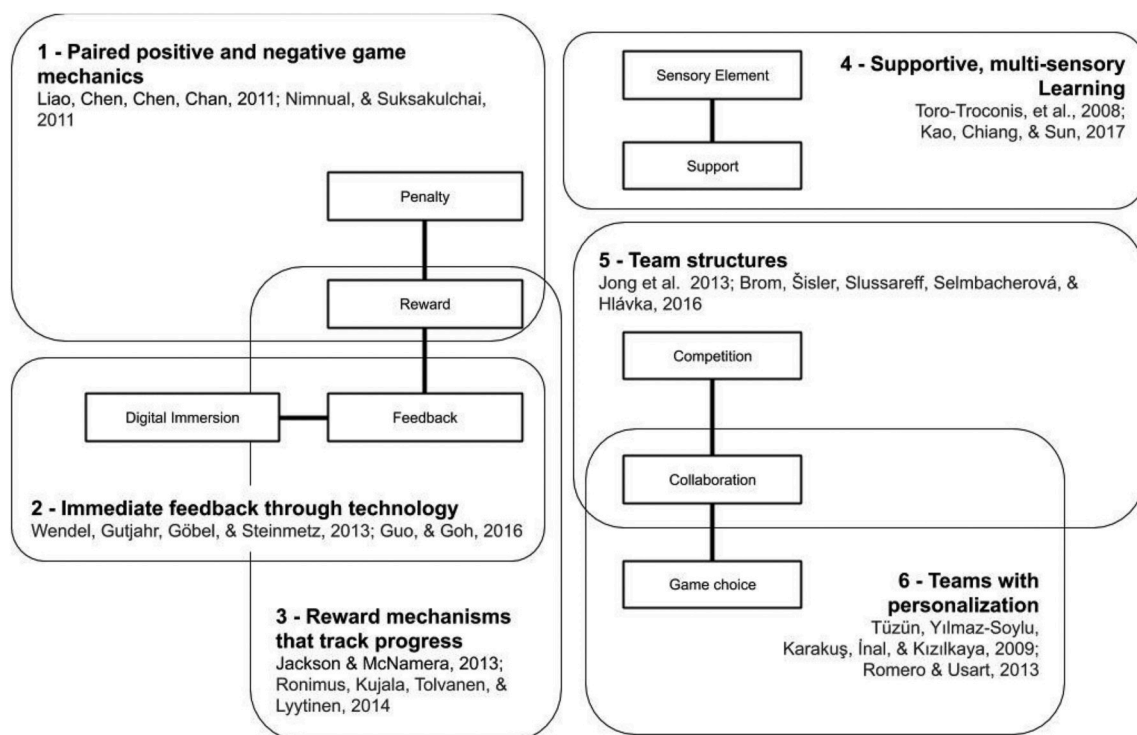 1 - Paired positive and negative game
mechanics
Liao, Chen, Chen, Chan, 2011; Nimnual, & Suksakulchai,
2011
Penalty
Reward
Digital Immersion
Feedback
2 - Immediate feedback through technology
Wendel, Gutjahr, Göbel, & Steinmetz, 2013; Guo, & Goh, 2016
3 - Reward mechanisms
that track progress
Jackson & McNamera, 2013;
Ronimus, Kujala, Tolvanen, &
Lyytinen, 2014
Sensory Element
Support
4 - Supportive, multi-sensory
Learning
Toro-Troconis, et al., 2008;
Kao, Chiang, & Sun, 2017
5 - Team structures
Jong et al. 2013; Brom, Šisler, Slussareff, Selmbacherová, &
Hlávka, 2016
Competition
Collaboration
Game choice
6 - Teams with
personalization
Tüzün, Yılmaz-Soylu,
Karakuş, İnal, & Kızılkaya, 2009;
Romero & Usart, 2013